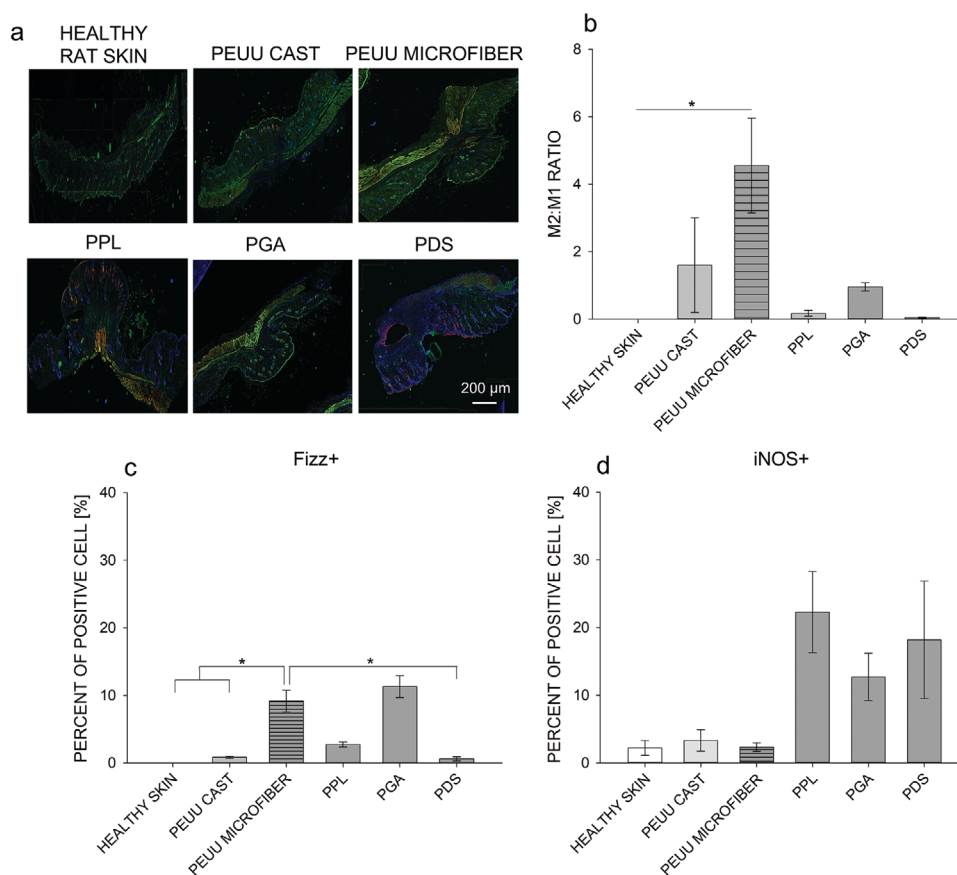 a
HEALTHY
RAT SKIN
PEUU CAST
PEUU MICROFIBER
PPL
PGA
PDS
200 µm
b
M2:M1 RATIO
8
6
4
2
0
*
HEALTHY SKIN
PEUU CAST
PEUU MICROFIBER
PPL
PGA
PDS
c
Fizz+
PERCENT OF POSITIVE CELL [%]
40
30
20
10
0
*
*
HEALTHY SKIN
PEUU CAST
PEUU MICROFIBER
PPL
PGA
PDS
d
iNOS+
PERCENT OF POSITIVE CELL [%]
40
30
20
10
0
HEALTHY SKIN
PEUU CAST
PEUU MICROFIBER
PPL
PGA
PDS